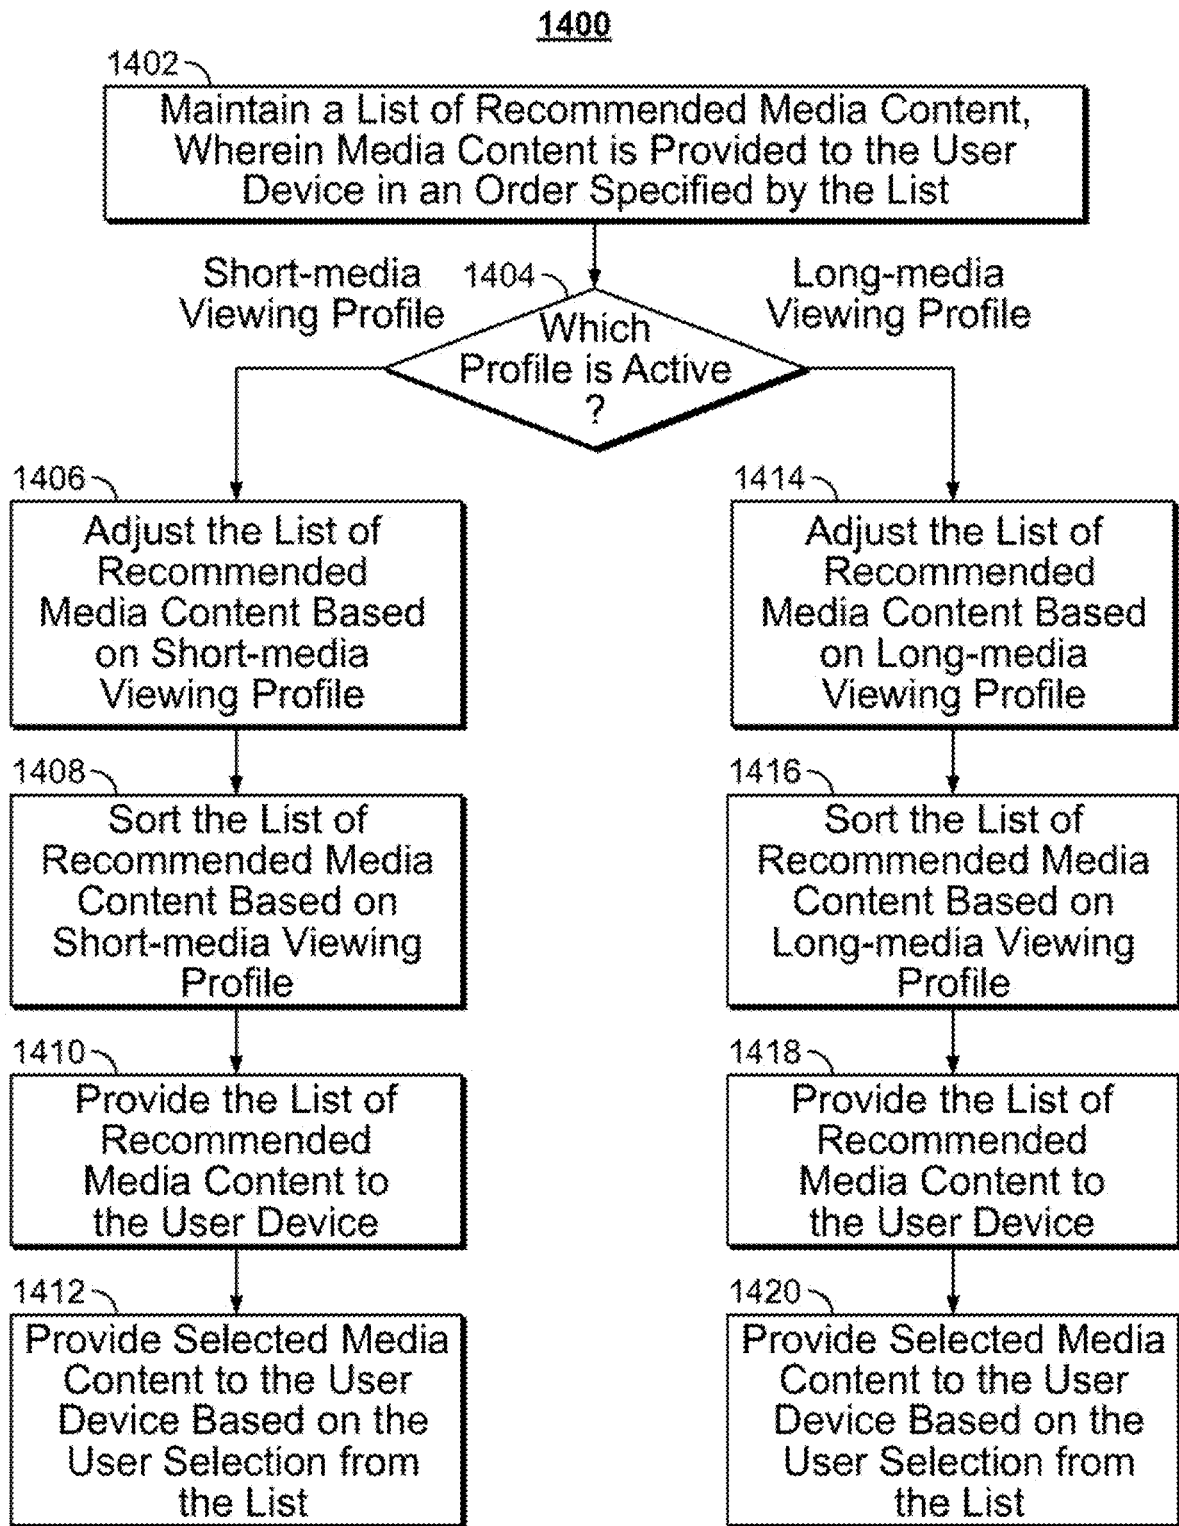 1400
1402
Maintain a List of Recommended Media Content,
Wherein Media Content is Provided to the User
Device in an Order Specified by the List
Short-media
Viewing Profile
1404
Long-media
Viewing Profile
Which
Profile is Active
?
1406
Adjust the List of
Recommended
Media Content Based
on Short-media
Viewing Profile
1408
Sort the List of
Recommended Media
Content Based on
Short-media Viewing
Profile
1410
Provide the List of
Recommended
Media Content to
the User Device
1412
Provide Selected Media
Content to the User
Device Based on the
User Selection from
the List
1414
Adjust the List of
Recommended
Media Content Based
on Long-media
Viewing Profile
1416
Sort the List of
Recommended Media
Content Based on
Long-media Viewing
Profile
1418
Provide the List of
Recommended
Media Content to
the User Device
1420
Provide Selected Media
Content to the User
Device Based on the
User Selection from
the List